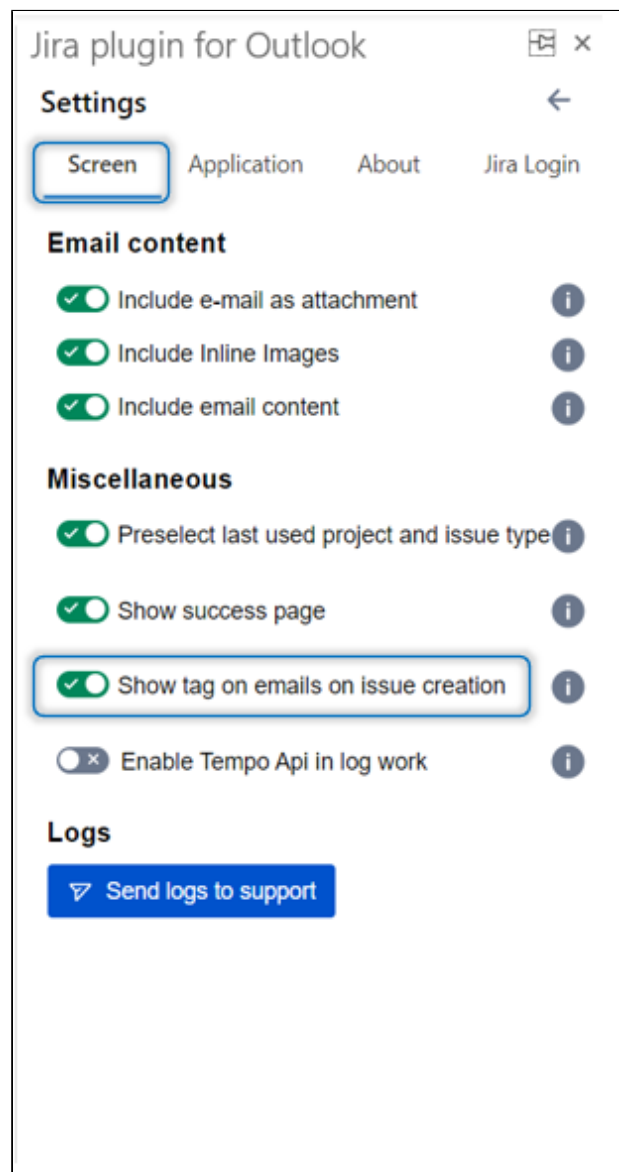 Jira plugin for Outlook
Settings
Screen Application About Jira Login
Email content
Include e-mail as attachment
Include Inline Images
Include email content
Miscellaneous
Preselect last used project and issue type
Show success page
Show tag on emails on issue creation
Enable Tempo Api in log work
Logs
Send logs to support